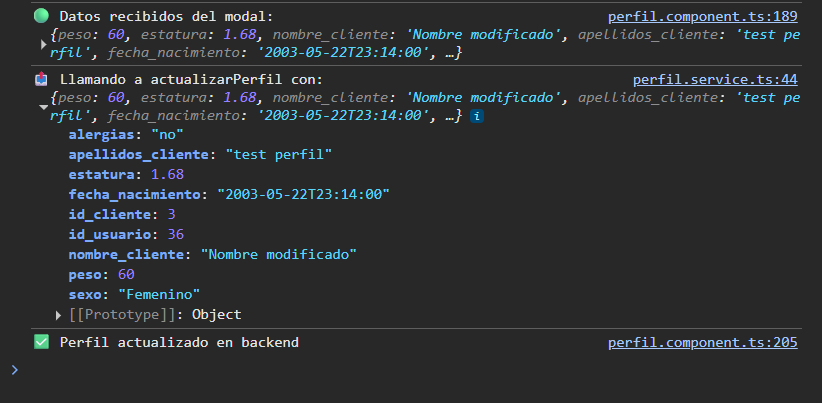 Datos recibidos del modal: perfil.component.ts:189
{peso: 60, estatura: 1.68, nombre_cliente: 'Nombre modificado', apellidos_cliente: 'test pe
rfil', fecha_nacimiento: '2003-05-22T23:14:00', …}
Llamando a actualizarPerfil con: perfil.service.ts:44
{peso: 60, estatura: 1.68, nombre_cliente: 'Nombre modificado', apellidos_cliente: 'test pe
rfil', fecha_nacimiento: '2003-05-22T23:14:00', …} i
alergias: "no"
apellidos_cliente: "test perfil"
estatura: 1.68
fecha_nacimiento: "2003-05-22T23:14:00"
id_cliente: 3
id_usuario: 36
nombre_cliente: "Nombre modificado"
peso: 60
sexo: "Femenino"
[[Prototype]]: Object
Perfil actualizado en backend perfil.component.ts:205